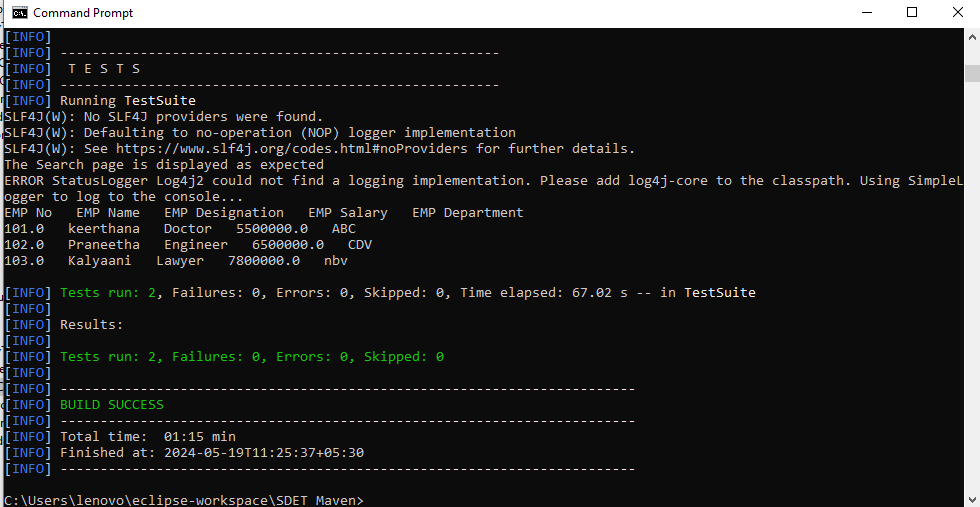 Command Prompt
[INFO]
[INFO] -------------------------------------------------------
[INFO]  T E S T S
[INFO] -------------------------------------------------------
[INFO] Running TestSuite
SLF4J(W): No SLF4J providers were found.
SLF4J(W): Defaulting to no-operation (NOP) logger implementation
SLF4J(W): See https://www.slf4j.org/codes.html#noProviders for further details.
The Search page is displayed as expected
ERROR StatusLogger Log4j2 could not find a logging implementation. Please add log4j-core to the classpath. Using SimpleL
ogger to log to the console...
EMP No   EMP Name   EMP Designation   EMP Salary   EMP Department
101.0   keerthana   Doctor   5500000.0   ABC
102.0   Praneetha   Engineer   6500000.0   CDV
103.0   Kalyaani   Lawyer   7800000.0   nbv
[INFO] Tests run: 2, Failures: 0, Errors: 0, Skipped: 0, Time elapsed: 67.02 s -- in TestSuite
[INFO]
[INFO] Results:
[INFO]
[INFO] Tests run: 2, Failures: 0, Errors: 0, Skipped: 0
[INFO]
[INFO] ------------------------------------------------------------------------
[INFO] BUILD SUCCESS
[INFO] ------------------------------------------------------------------------
[INFO] Total time:  01:15 min
[INFO] Finished at: 2024-05-19T11:25:37+05:30
[INFO] ------------------------------------------------------------------------
C:\Users\lenovo\eclipse-workspace\SDET Maven>